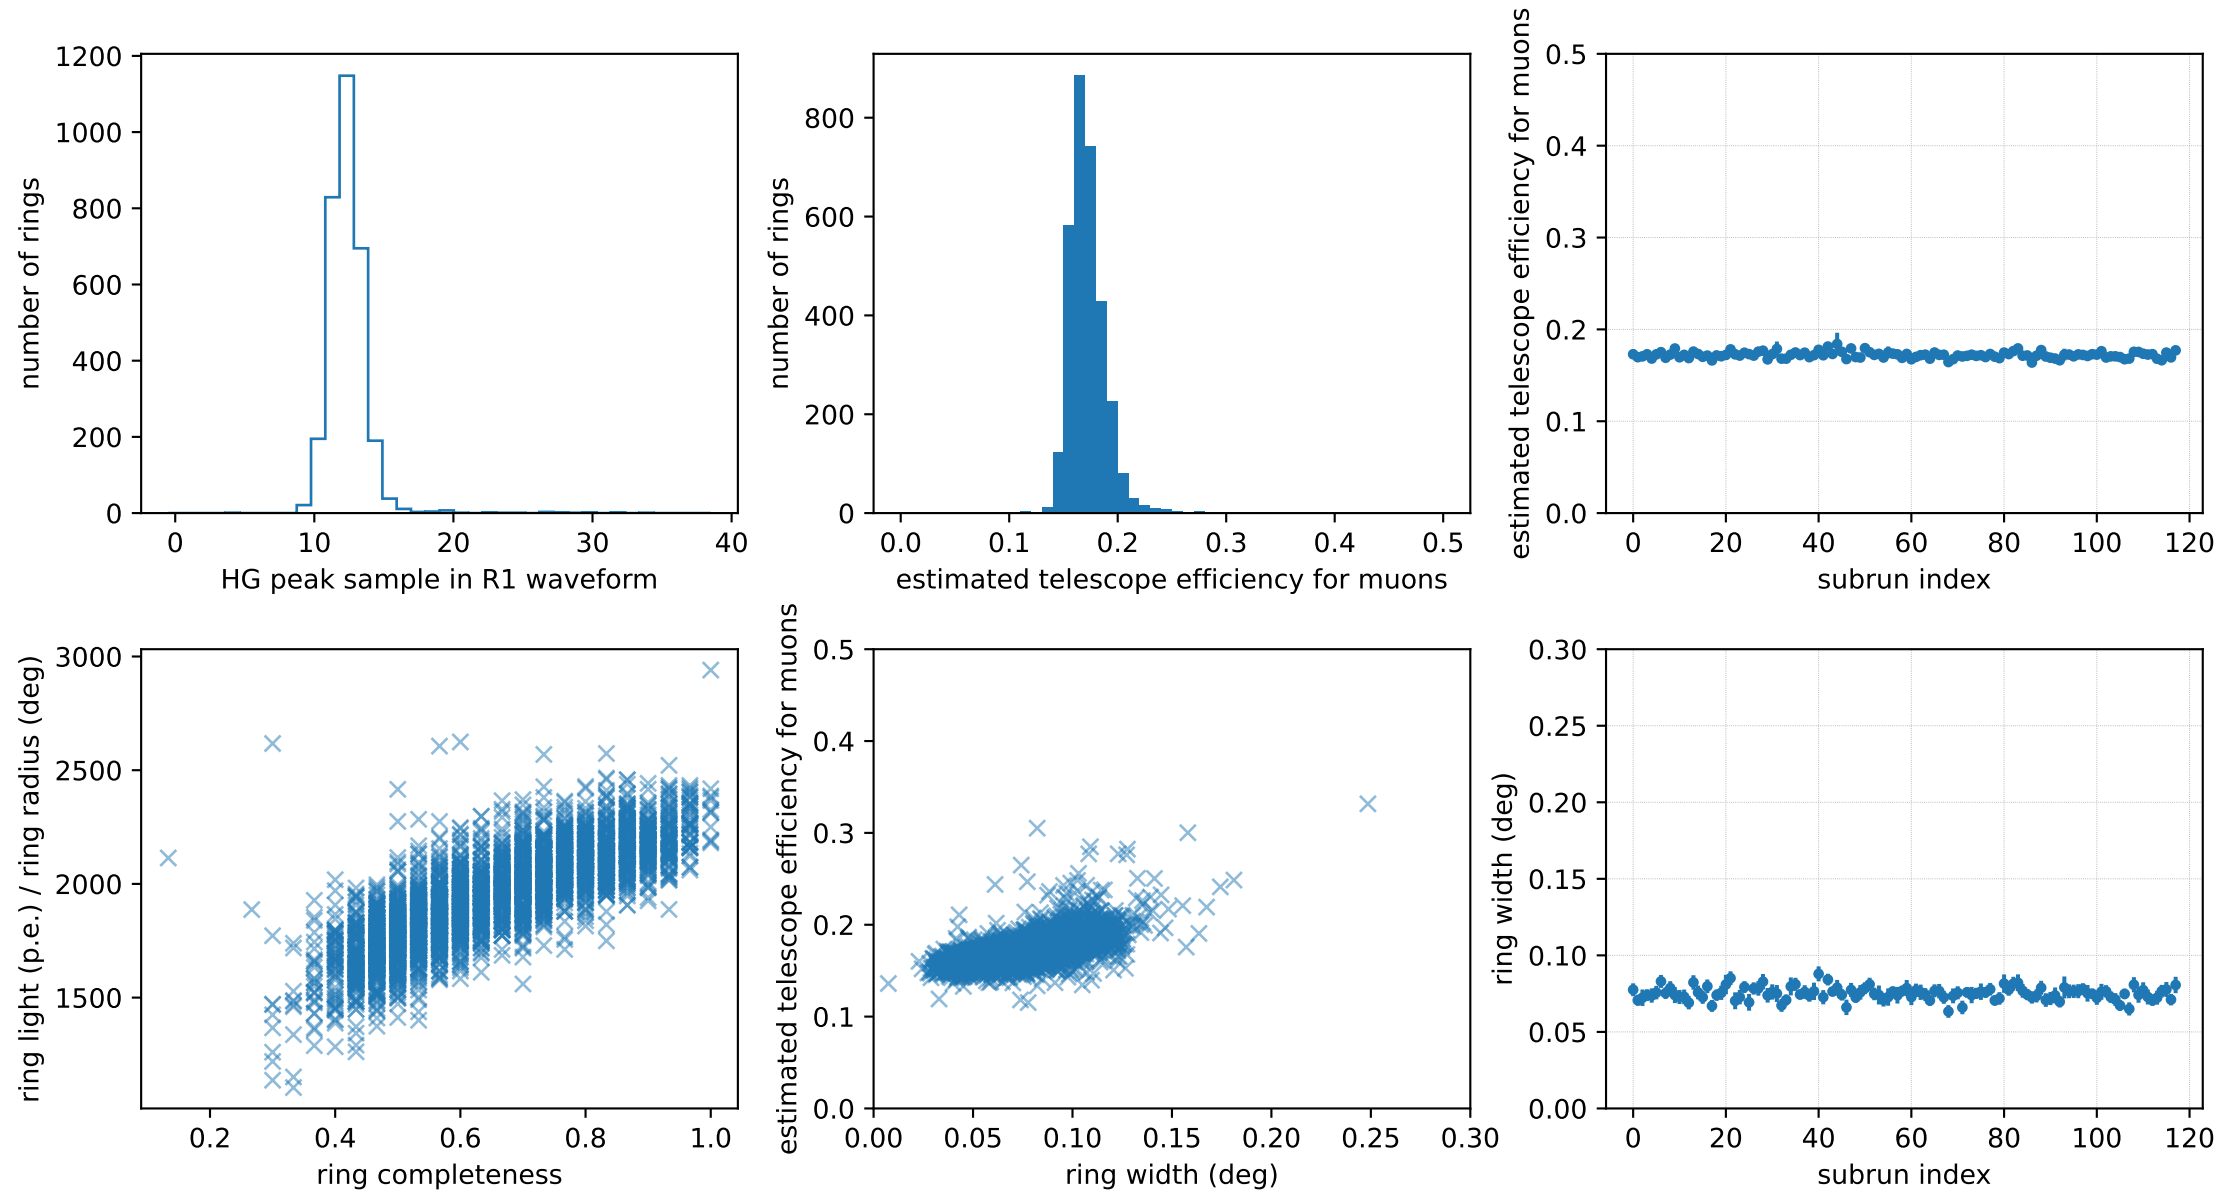 1200
1000
800
600
400
200
0
number of rings
0 10 20 30 40
HG peak sample in R1 waveform
800
600
400
200
0
number of rings
0.0 0.1 0.2 0.3 0.4 0.5
estimated telescope efficiency for muons
0.5
0.4
0.3
0.2
0.1
0.0
estimated telescope efficiency for muons
0 20 40 60 80 100 120
subrun index
3000
2500
2000
1500
ring light (p.e.) / ring radius (deg)
0.2 0.4 0.6 0.8 1.0
ring completeness
0.5
0.4
0.3
0.2
0.1
0.0
estimated telescope efficiency for muons
0.00 0.05 0.10 0.15 0.20 0.25 0.30
ring width (deg)
0.30
0.25
0.20
0.15
0.10
0.05
0.00
ring width (deg)
0 20 40 60 80 100 120
subrun index